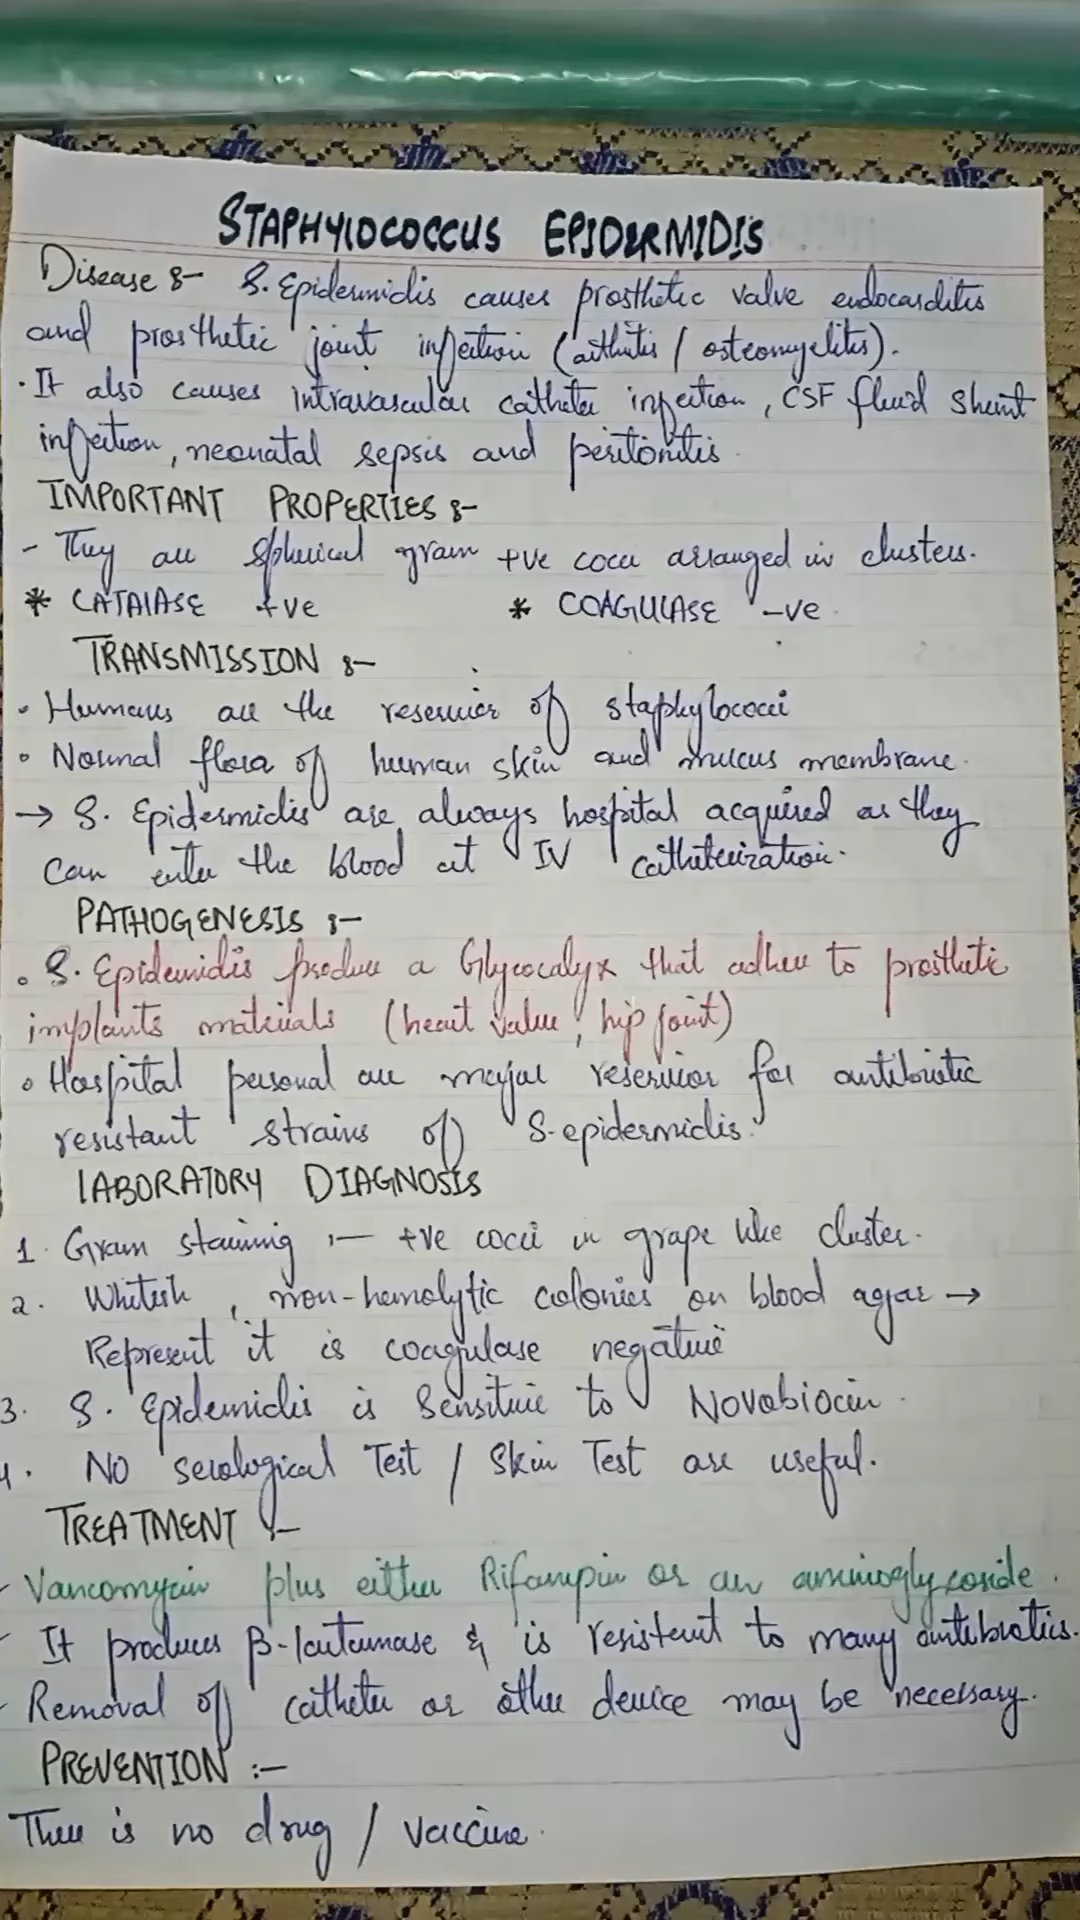 STAPHYLOCOCCUS EPIDERMIDIS
Disease :- S. Epidermidis causes prosthetic valve endocarditis
and prosthetic joint infection (arthritis / osteomyelitis).
· It also causes intravascular catheter infection, CSF fluid shunt
infection, neonatal sepsis and peritonitis.
IMPORTANT PROPERTIES :-
- They are spherical gram +ve cocci arranged in clusters.
* CATALASE +ve * COAGULASE -ve.
TRANSMISSION :-
• Humans are the reservior of staphylococci
• Normal flora of human skin and mucus membrane.
→ S. Epidermidis are always hospital acquired as they
can enter the blood at IV catheterization.
PATHOGENESIS :-
• S. Epidermidis produce a Glycocalyx that adhere to prosthetic
implants materials (heart valve, hip joint)
• Hospital personal are major reservior for antibiotic
resistant strains of S. epidermidis.
LABORATORY DIAGNOSIS
1. Gram staining :- +ve cocci in grape like cluster.
2. Whitish, non-hemolytic colonies on blood agar →
Represent it is coagulase negative
3. S. Epidermidis is Sensitive to Novobiocin.
4. NO serological Test / Skin Test are useful.
TREATMENT :-
- Vancomycin plus either Rifampin or an aminoglycoside.
- It produces β-lactamase & is resistent to many antibiotics.
- Removal of catheter or other device may be necessary.
PREVENTION :-
There is no drug / vaccine.